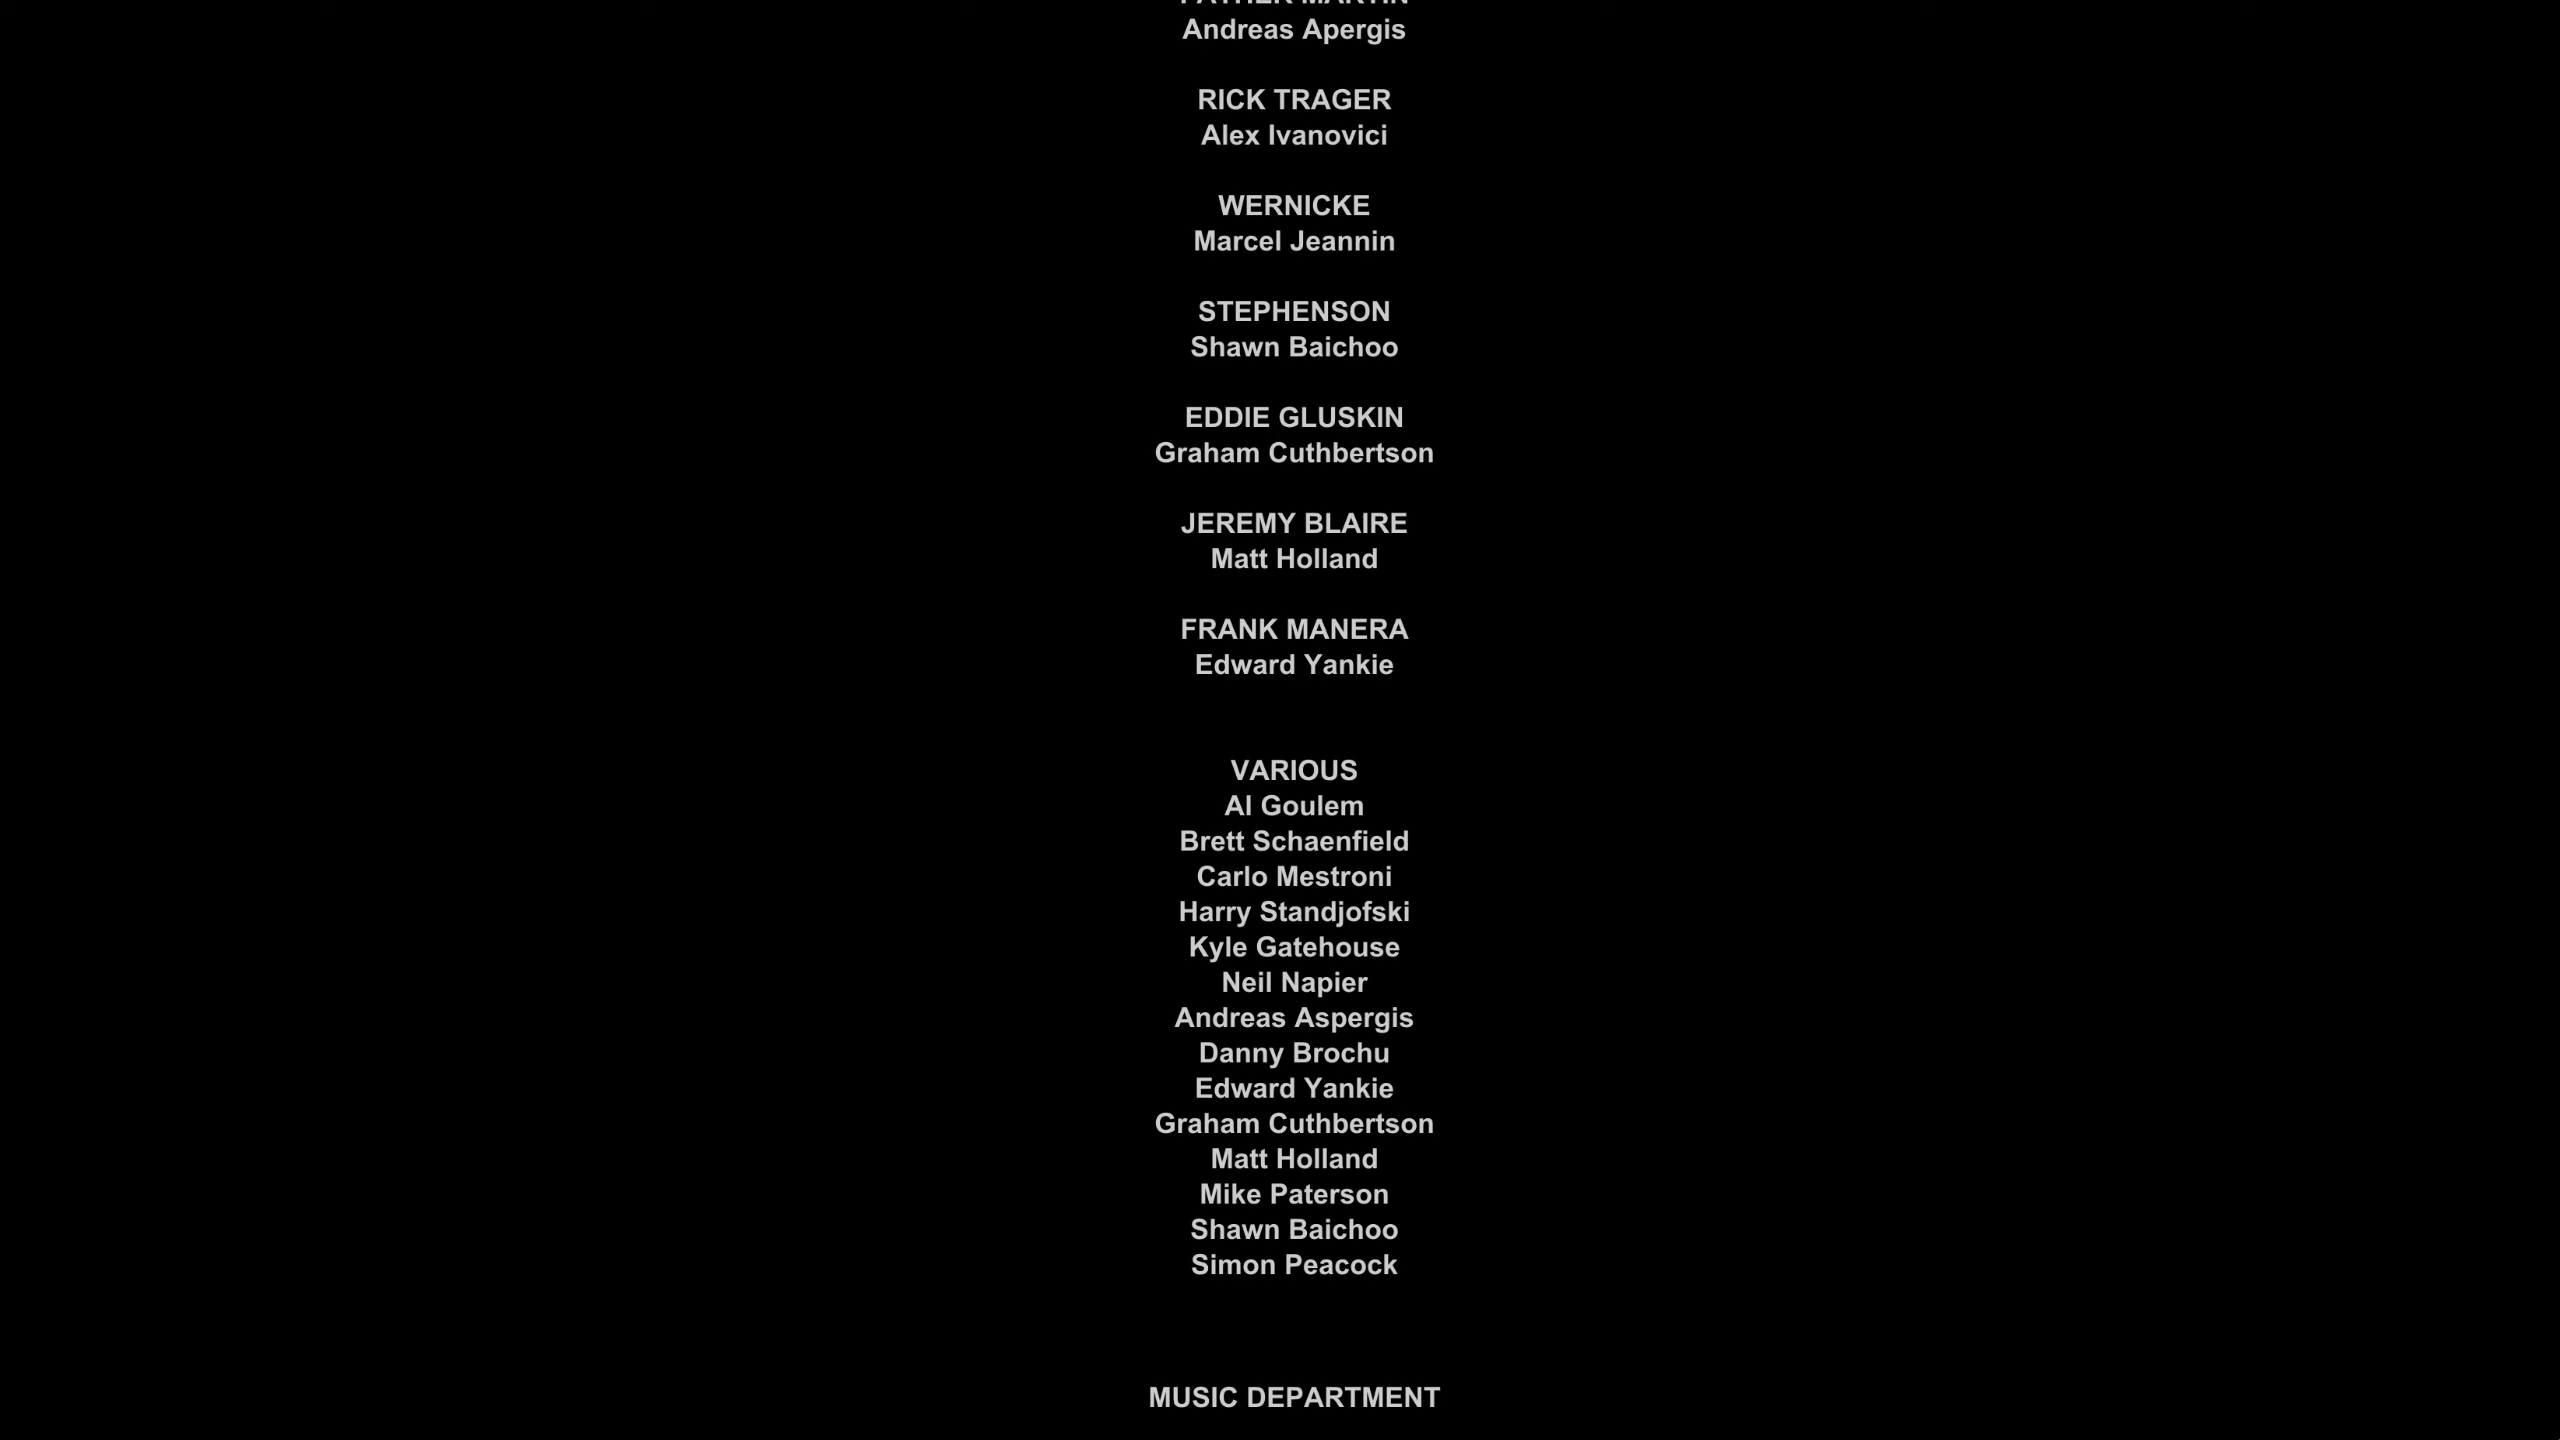 FATHER MARTIN
Andreas Apergis
RICK TRAGER
Alex Ivanovici
WERNICKE
Marcel Jeannin
STEPHENSON
Shawn Baichoo
EDDIE GLUSKIN
Graham Cuthbertson
JEREMY BLAIRE
Matt Holland
FRANK MANERA
Edward Yankie
VARIOUS
Al Goulem
Brett Schaenfield
Carlo Mestroni
Harry Standjofski
Kyle Gatehouse
Neil Napier
Andreas Aspergis
Danny Brochu
Edward Yankie
Graham Cuthbertson
Matt Holland
Mike Paterson
Shawn Baichoo
Simon Peacock
MUSIC DEPARTMENT